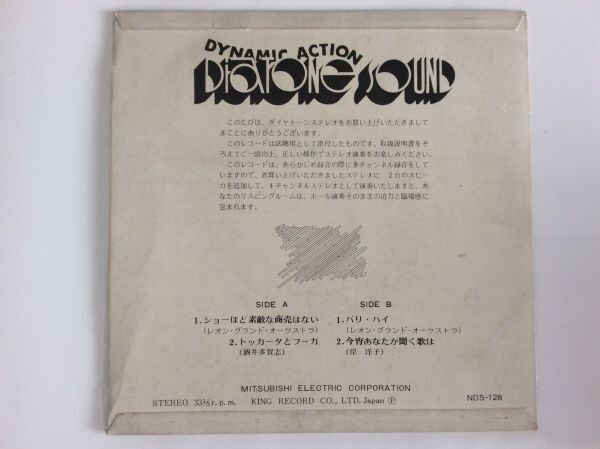 DYNAMIC ACTION
DIATONE SOUND
このたびは、ダイヤトーンステレオをお買い上げいただきまして
まことにありがとうございます。
このレコードは試聴用として添付したものです。取扱説明書をそ
ろえてご一読の上、正しい操作でステレオ演奏をお楽しみください。
このレコードは、あらかじめ録音の際に多チャンネル録音をして
いますので、お買い上げいただきましたステレオに 2台のスピー
カを追加して、4チャンネルステレオとして演奏いたしますと、あ
なたのリスニングルームは、ホール演奏そのままの迫力と臨場感に
包まれます。
SIDE A
1.ショーほど素敵な商売はない
(レオン・グランド・オーケストラ)
2.トッカータとフーガ
(酒井多賀志)
SIDE B
1.バリ・ハイ
(レオン・グランド・オーケストラ)
2.今宵あなたが聞く歌は
(岸 洋子)
MITSUBISHI ELECTRIC CORPORATION
STEREO 33⅓r.p.m. KING RECORD CO., LTD. Japan Ⓟ NDS-128